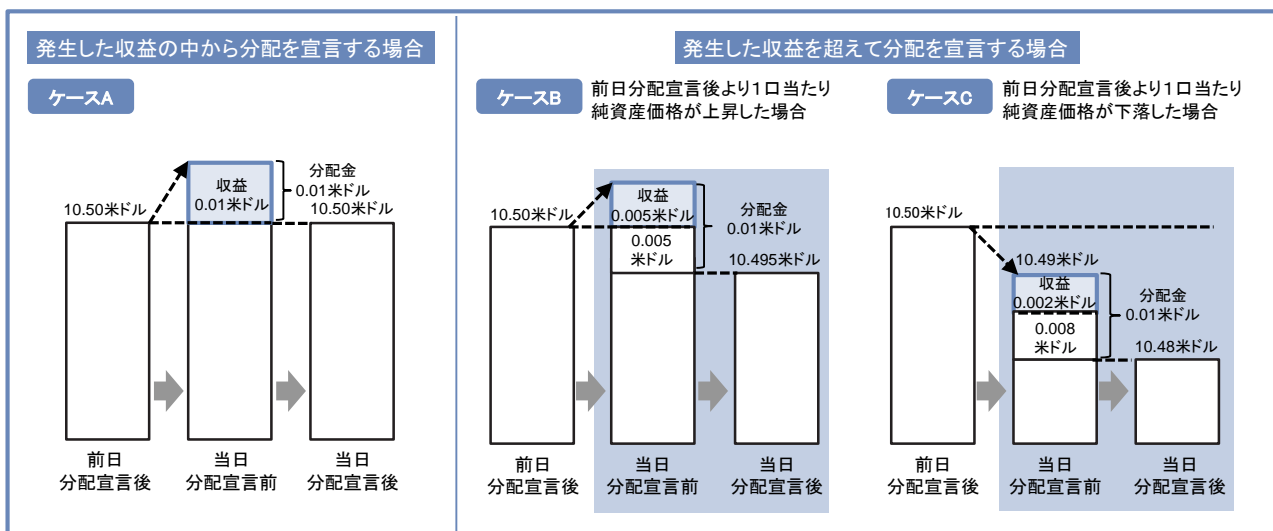 発生した収益の中から分配を宣言する場合
ケースA
10.50米ドル
収益
0.01米ドル
分配金
0.01米ドル
10.50米ドル
前日
分配宣言後
当日
分配宣言前
当日
分配宣言後
発生した収益を超えて分配を宣言する場合
ケースB
前日分配宣言後より1口当たり
純資産価格が上昇した場合
10.50米ドル
収益
0.005米ドル
0.005
米ドル
分配金
0.01米ドル
10.495米ドル
前日
分配宣言後
当日
分配宣言前
当日
分配宣言後
ケースC
前日分配宣言後より1口当たり
純資産価格が下落した場合
10.50米ドル
10.49米ドル
収益
0.002米ドル
0.008
米ドル
分配金
0.01米ドル
10.48米ドル
前日
分配宣言後
当日
分配宣言前
当日
分配宣言後